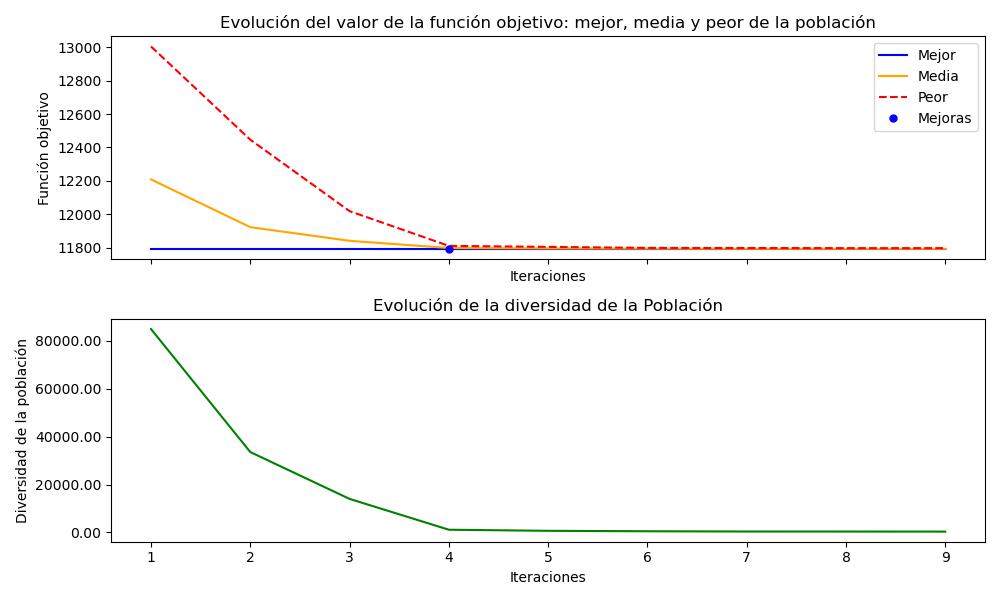 Evolución del valor de la función objetivo: mejor, media y peor de la población
Función objetivo
13000
12800
12600
12400
12200
12000
11800
Mejor
Media
Peor
Mejoras
Iteraciones
Evolución de la diversidad de la Población
Diversidad de la población
80000.00
60000.00
40000.00
20000.00
0.00
1 2 3 4 5 6 7 8 9
Iteraciones